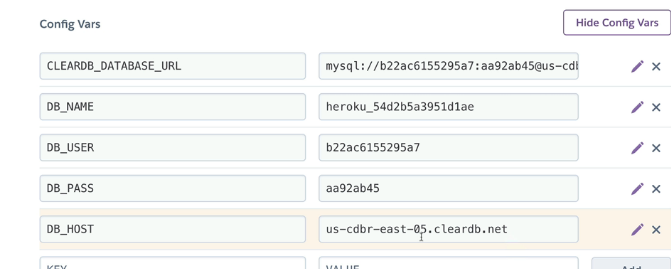 Config Vars
Hide Config Vars
CLEARDB_DATABASE_URL mysql://b22ac6155295a7:aa92ab45@us-cdb
DB_NAME heroku_54d2b5a3951d1ae
DB_USER b22ac6155295a7
DB_PASS aa92ab45
DB_HOST us-cdbr-east-05.cleardb.net
KEY VALUE Add